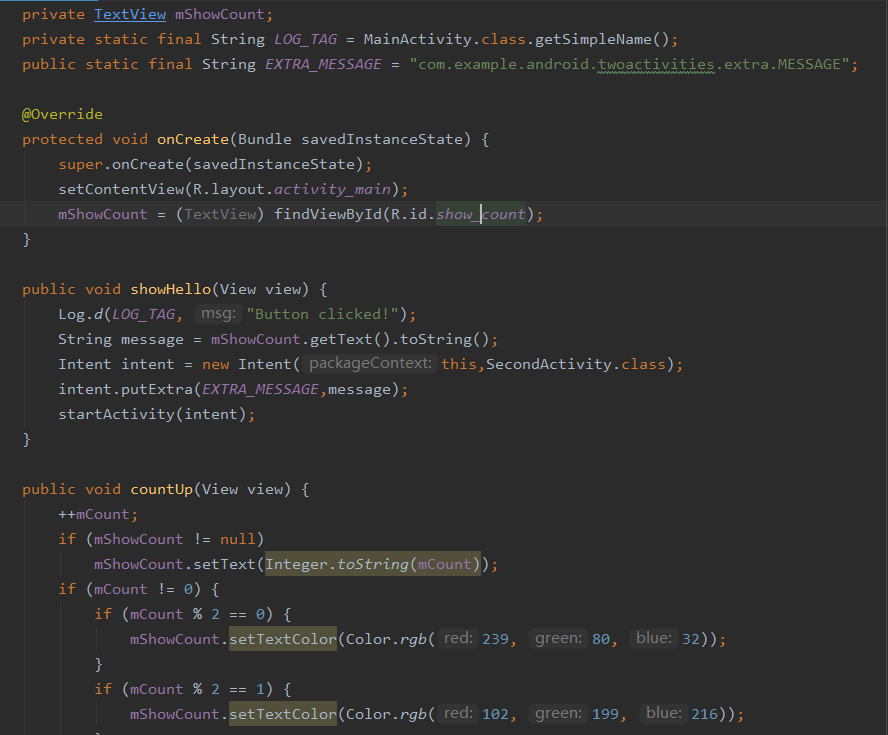 private TextView mShowCount;
private static final String LOG_TAG = MainActivity.class.getSimpleName();
public static final String EXTRA_MESSAGE = "com.example.android.twoactivities.extra.MESSAGE";
@Override
protected void onCreate(Bundle savedInstanceState) {
super.onCreate(savedInstanceState);
setContentView(R.layout.activity_main);
mShowCount = (TextView) findViewById(R.id.show_count);
}
public void showHello(View view) {
Log.d(LOG_TAG, msg: "Button clicked!");
String message = mShowCount.getText().toString();
Intent intent = new Intent( packageContext: this,SecondActivity.class);
intent.putExtra(EXTRA_MESSAGE,message);
startActivity(intent);
}
public void countUp(View view) {
++mCount;
if (mShowCount != null)
mShowCount.setText(Integer.toString(mCount));
if (mCount != 0) {
if (mCount % 2 == 0) {
mShowCount.setTextColor(Color.rgb( red: 239, green: 80, blue: 32));
}
if (mCount % 2 == 1) {
mShowCount.setTextColor(Color.rgb( red: 102, green: 199, blue: 216));